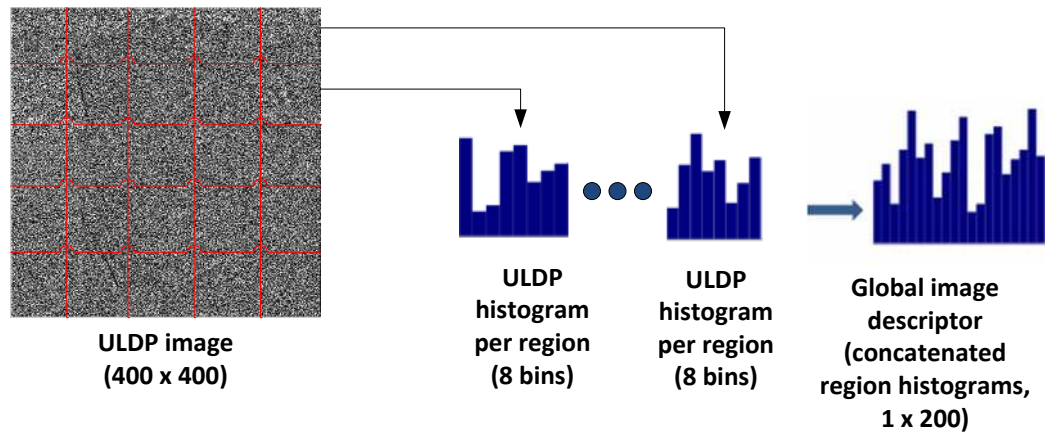 ULDP image
(400 x 400)
ULDP
histogram
per region
(8 bins)
ULDP
histogram
per region
(8 bins)
Global image
descriptor
(concatenated
region histograms,
1 x 200)